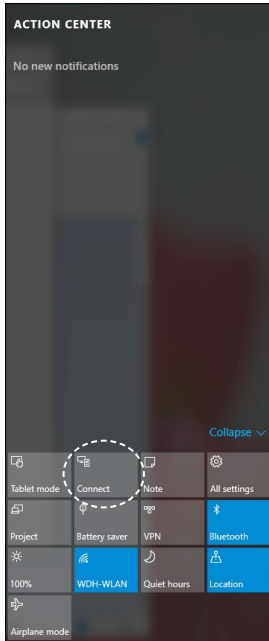 ACTION CENTER
No new notifications
Collapse
Tablet mode Connect Note All settings
Project Battery saver VPN Bluetooth
100% WDH-WLAN Quiet hours Location
Airplane mode